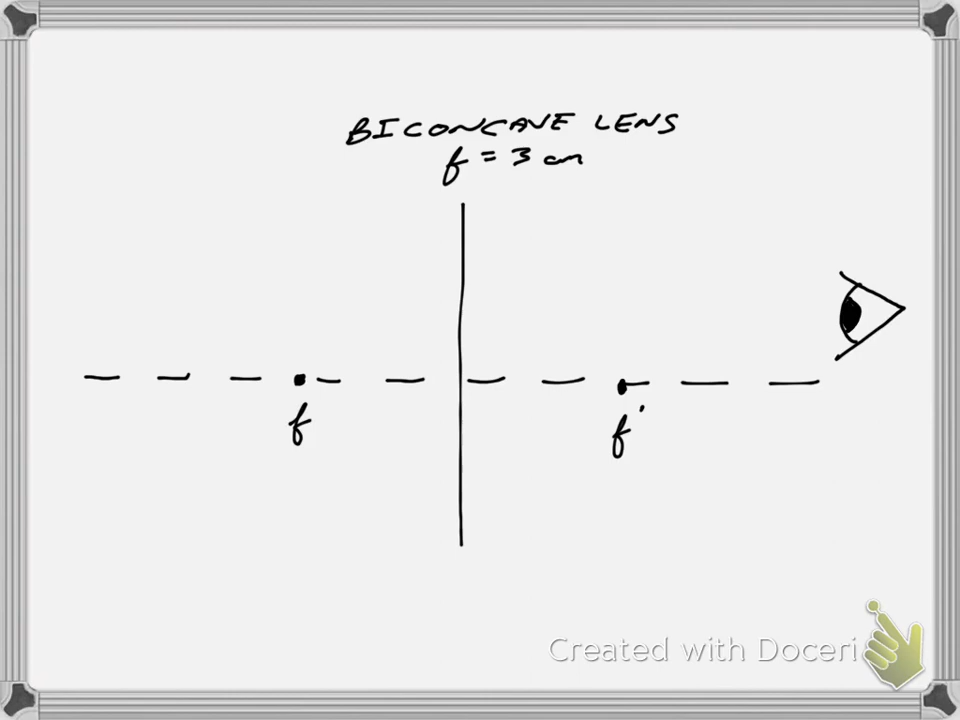 BICONCAVE LENS
f = 3 cm
f
f'
Created with Doceri